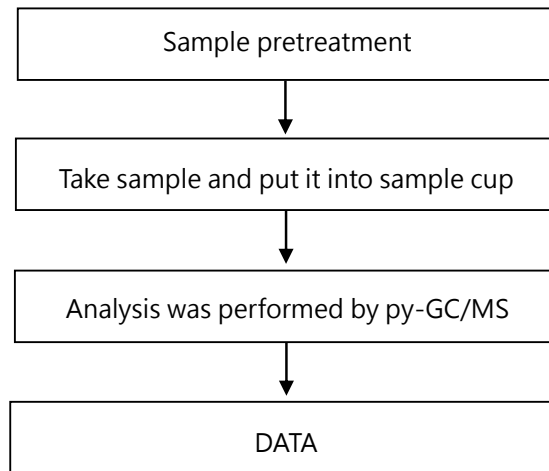 Sample pretreatment
Take sample and put it into sample cup
Analysis was performed by py-GC/MS
DATA